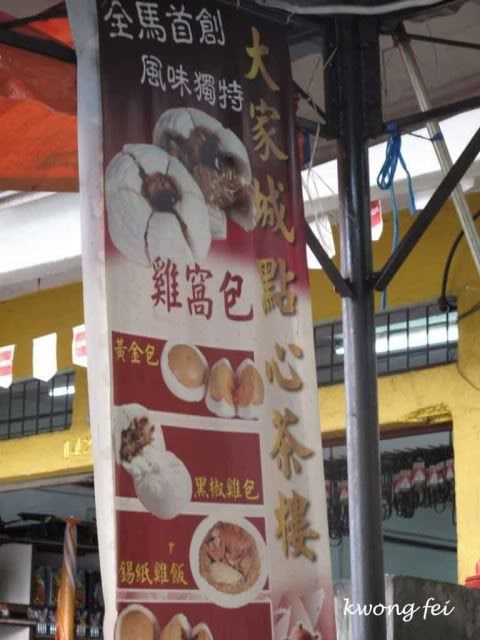 全馬首創
風味獨特
大家城點心茶樓
雞窩包
黃金包
黑椒雞包
錫紙雞飯
kwong fei